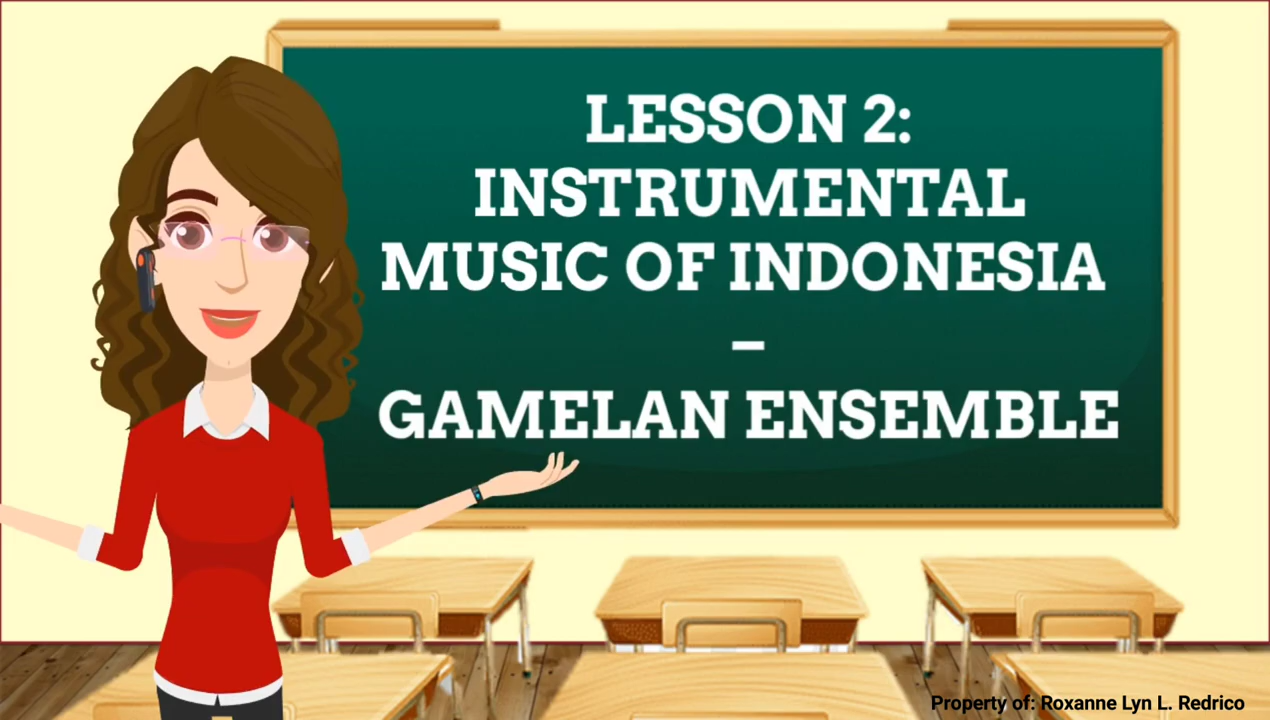 LESSON 2:
INSTRUMENTAL
MUSIC OF INDONESIA
–
GAMELAN ENSEMBLE
Property of: Roxanne Lyn L. Redrico